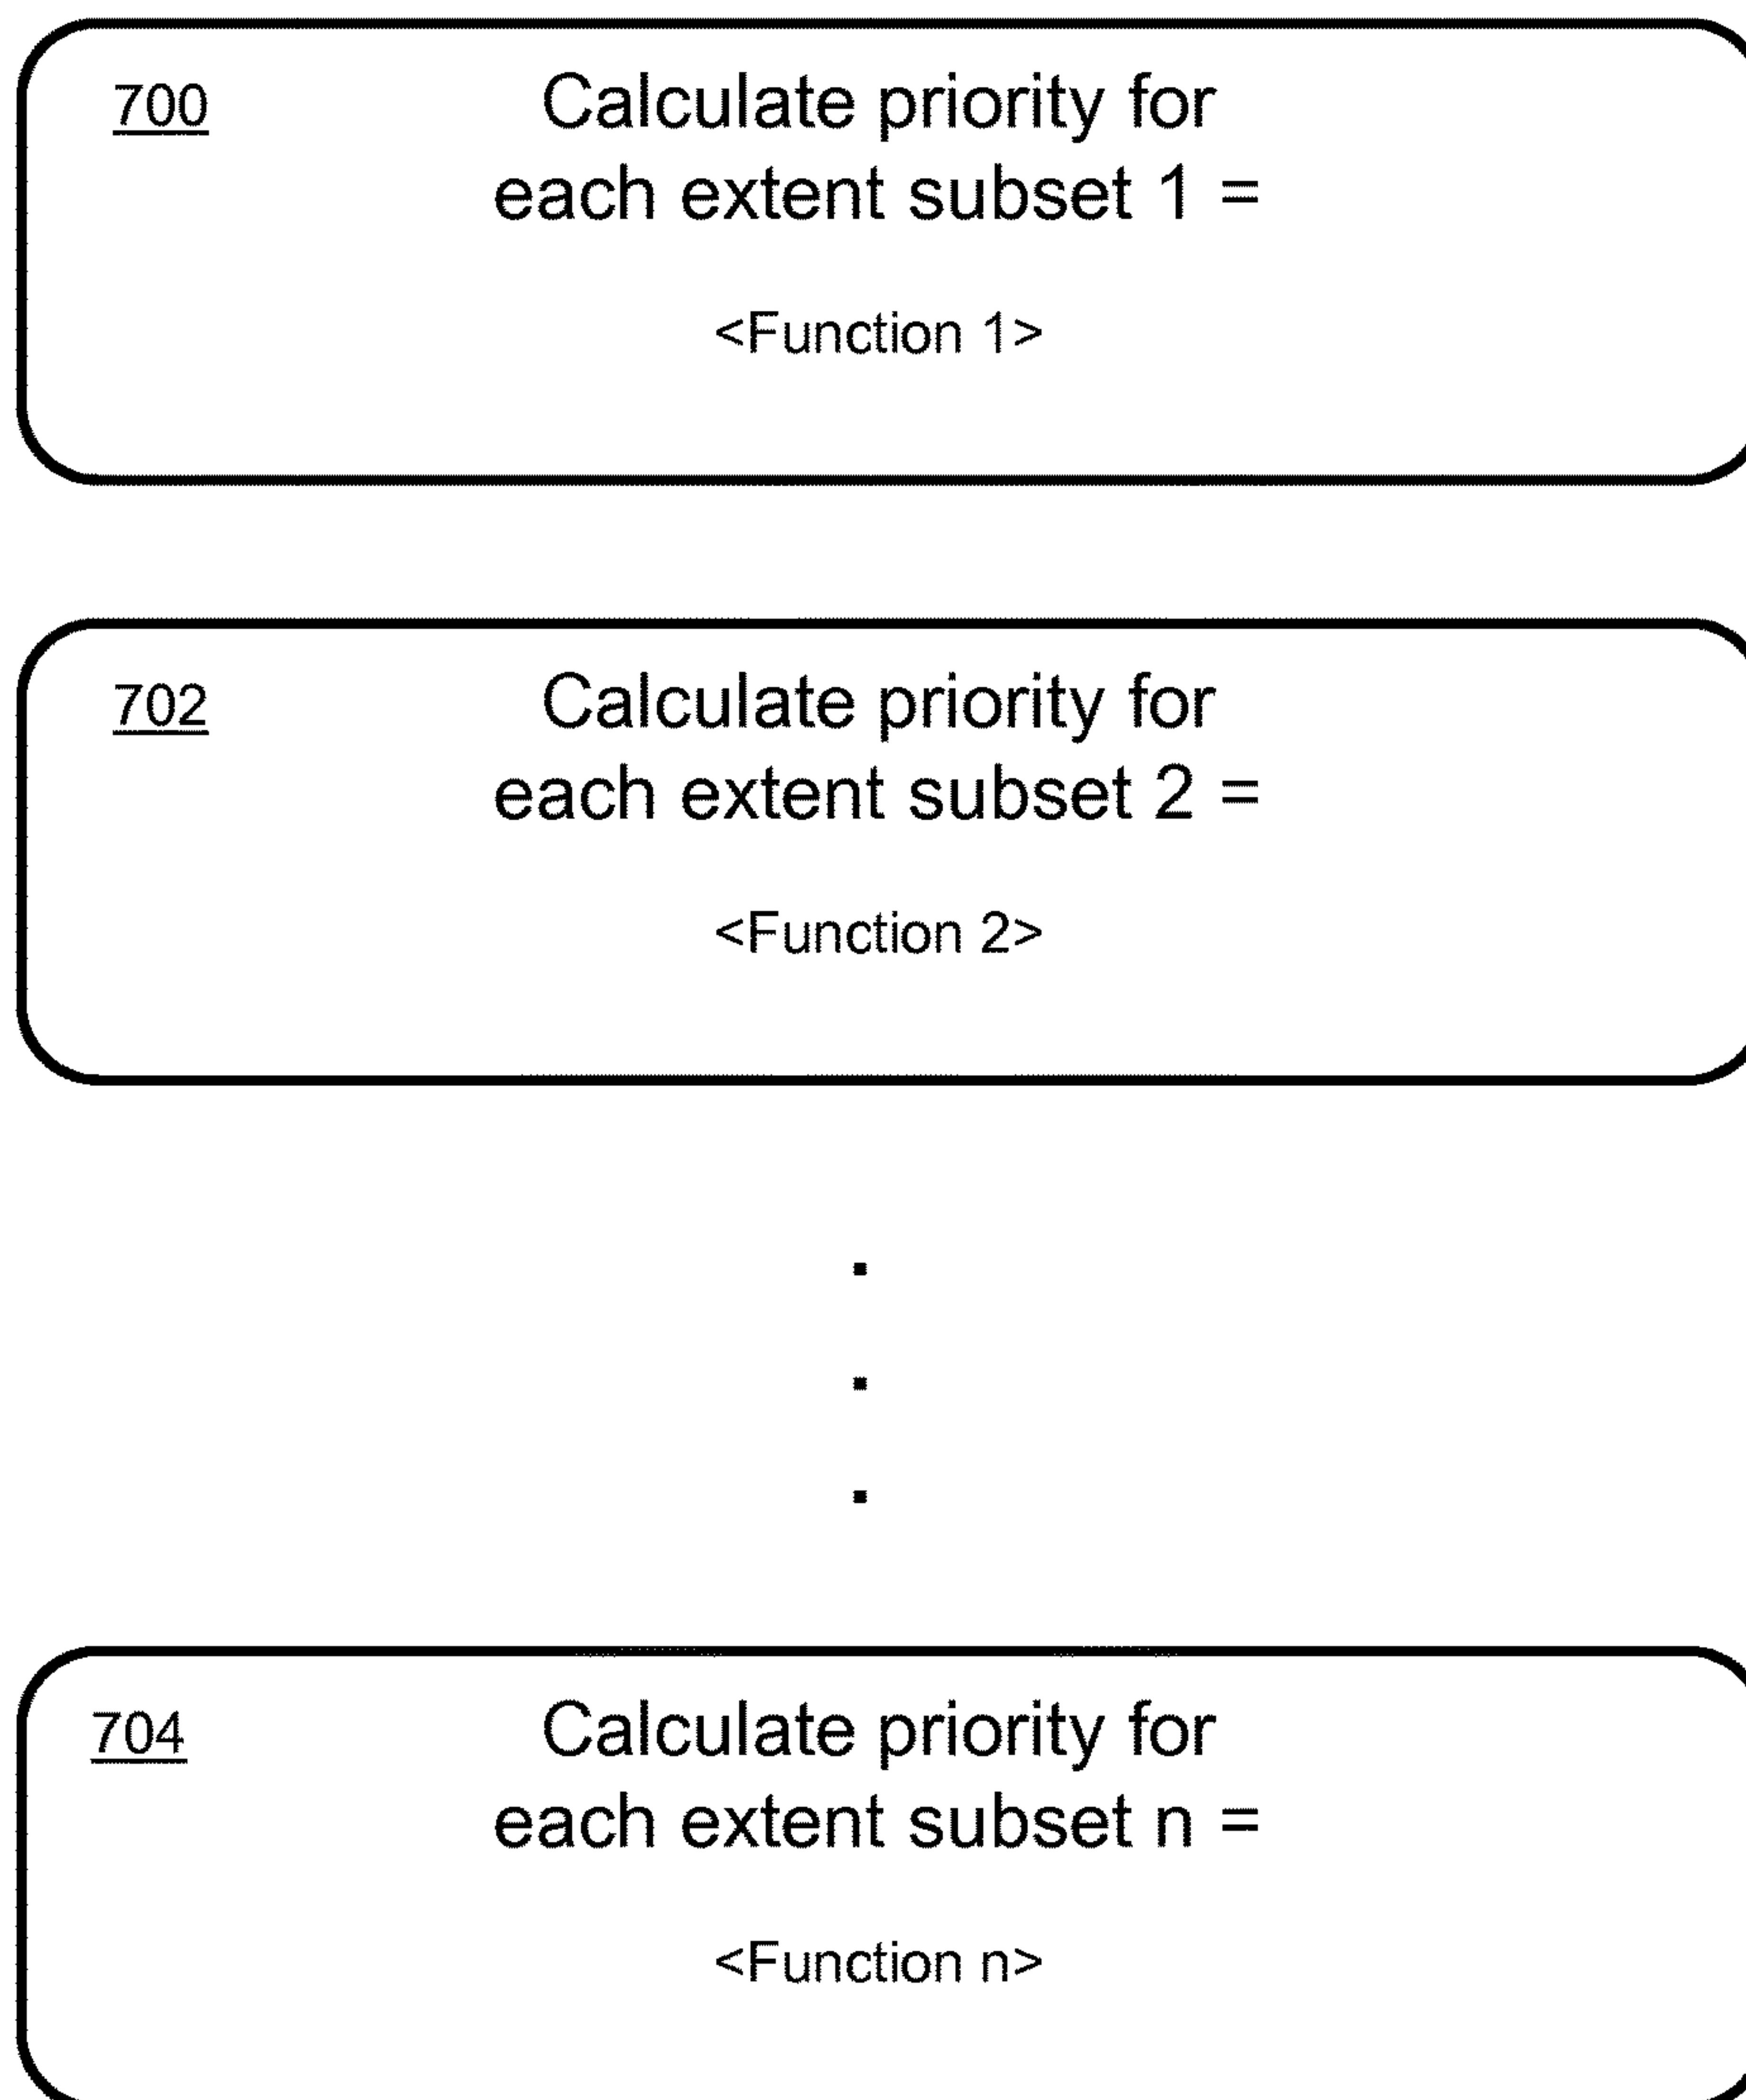 700
Calculate priority for
each extent subset 1 =
<Function 1>
702
Calculate priority for
each extent subset 2 =
<Function 2>
.
.
.
704
Calculate priority for
each extent subset n =
<Function n>